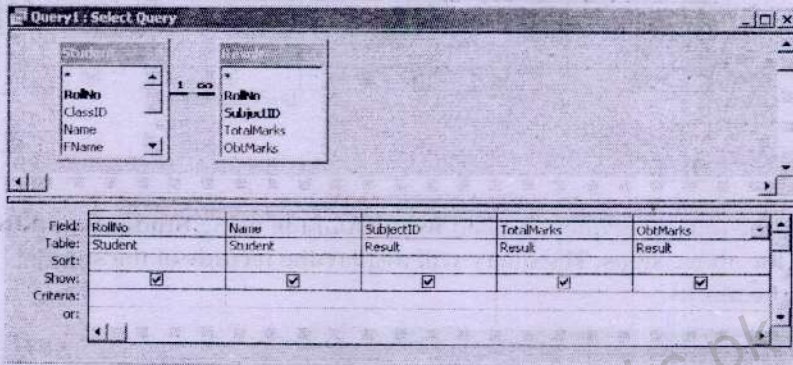 Query1 : Select Query
Student
*
RollNo
ClassID
Name
FName
1 ∞
Result
*
RollNo
SubjectID
TotalMarks
ObtMarks
Field: RollNo Name SubjectID TotalMarks ObtMarks
Table: Student Student Result Result Result
Sort:
Show:
Criteria:
or: